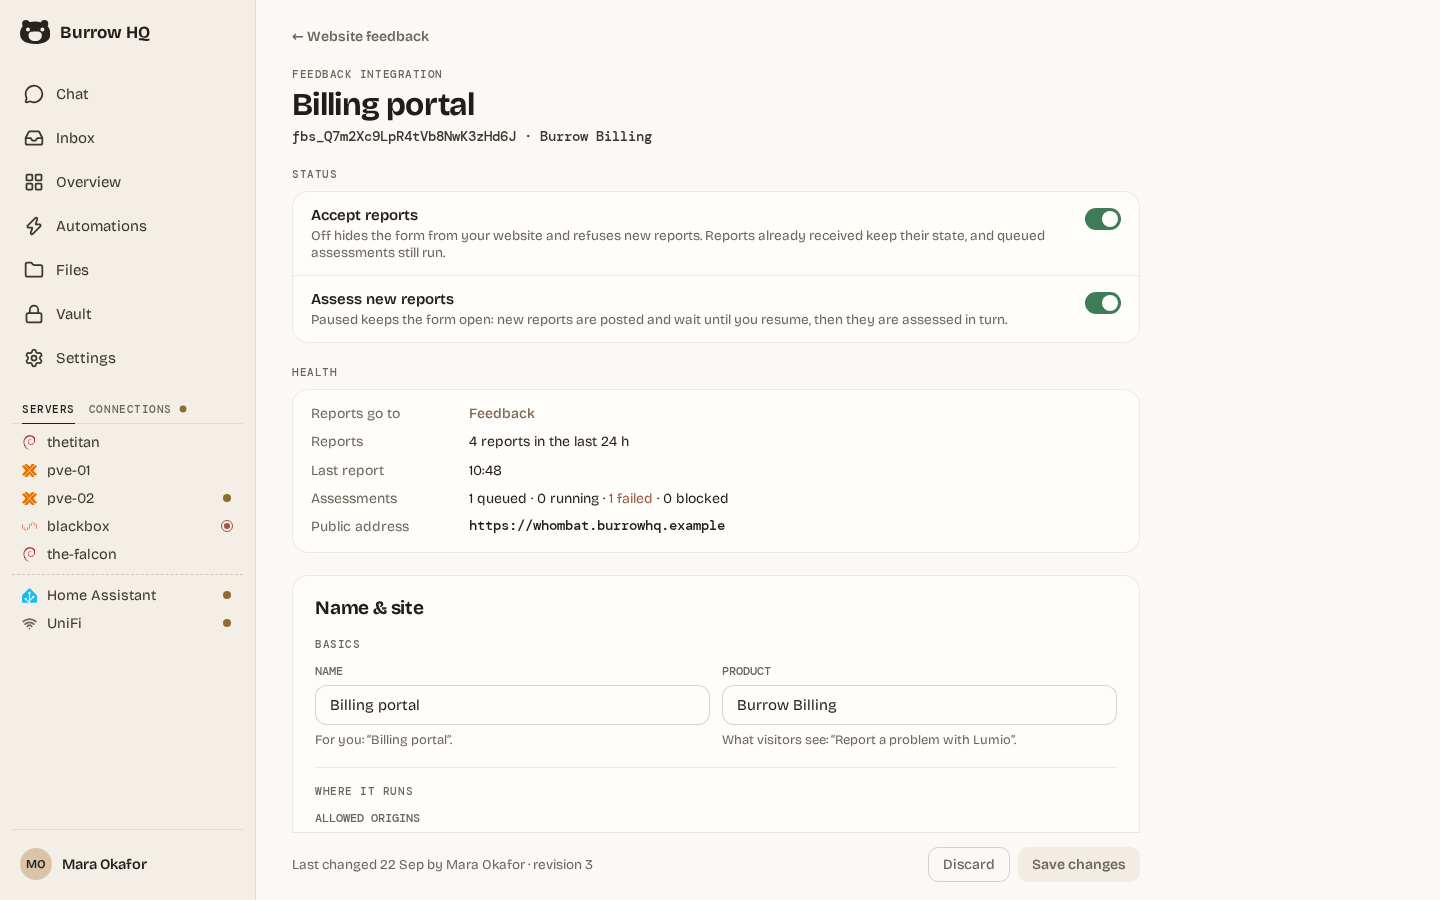 Burrow HQ
Chat
Inbox
Overview
Automations
Files
Vault
Settings
SERVERS CONNECTIONS
thetitan
pve-01
pve-02
blackbox
the-falcon
Home Assistant
UniFi
MO Mara Okafor
← Website feedback
FEEDBACK INTEGRATION
Billing portal
fbs_Q7m2Xc9LpR4tVb8NwK3zHd6J · Burrow Billing
STATUS
Accept reports
Off hides the form from your website and refuses new reports. Reports already received keep their state, and queued
assessments still run.
Assess new reports
Paused keeps the form open: new reports are posted and wait until you resume, then they are assessed in turn.
HEALTH
Reports go to Feedback
Reports 4 reports in the last 24 h
Last report 10:48
Assessments 1 queued · 0 running · 1 failed · 0 blocked
Public address https://whombat.burrowhq.example
Name & site
BASICS
NAME PRODUCT
Billing portal Burrow Billing
For you: “Billing portal”. What visitors see: “Report a problem with Lumio”.
WHERE IT RUNS
ALLOWED ORIGINS
Last changed 22 Sep by Mara Okafor · revision 3 Discard Save changes